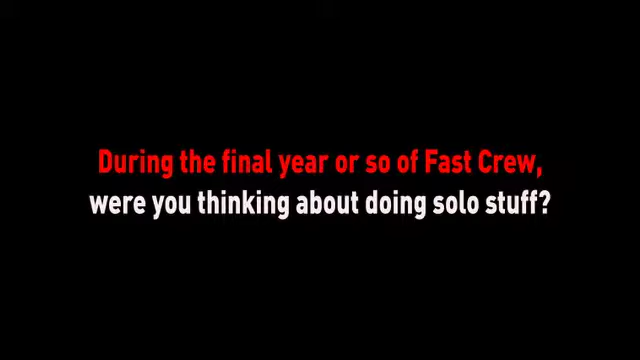 During the final year or so of Fast Crew,
were you thinking about doing solo stuff?